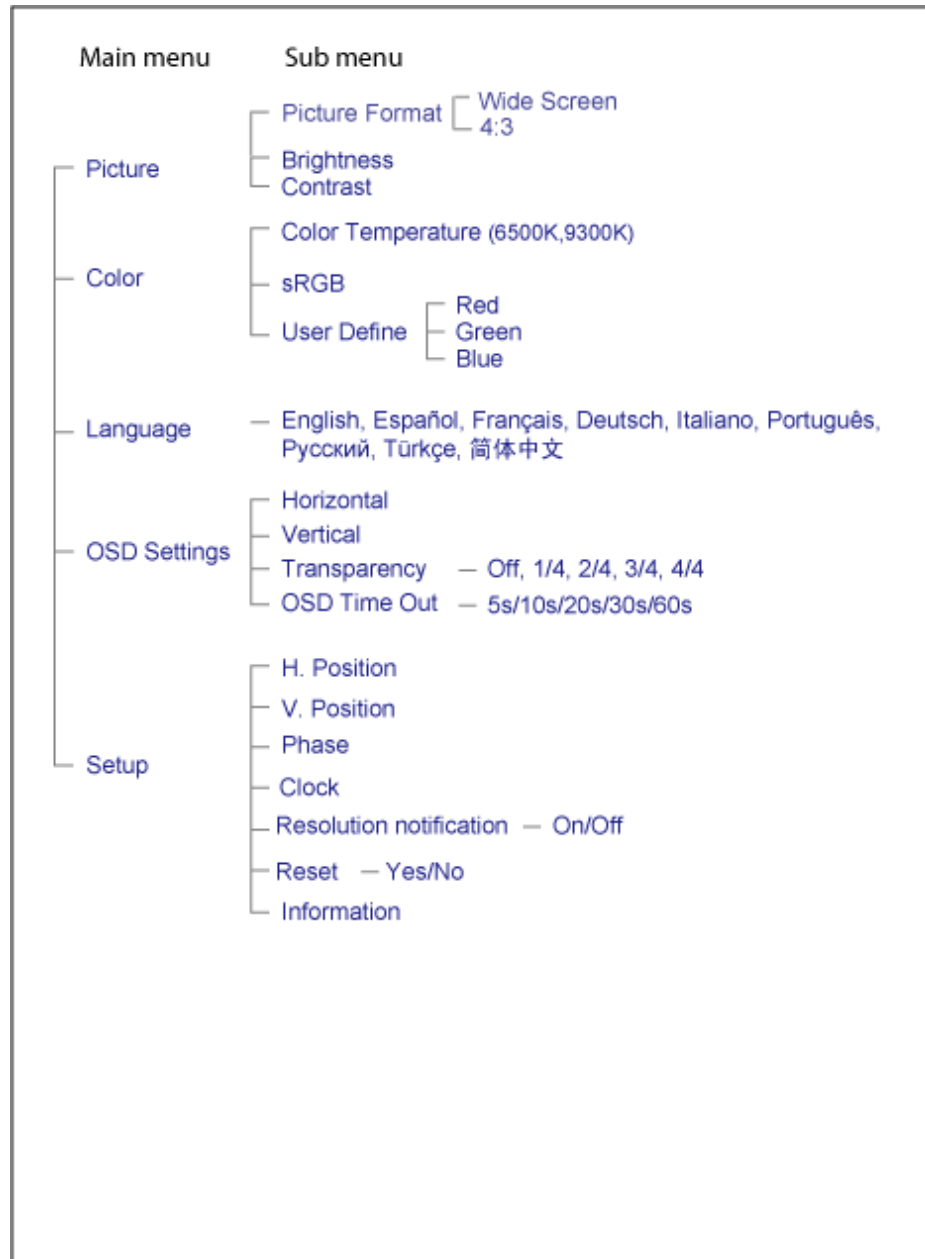 Main menu Sub menu
Picture Format Wide Screen
4:3
Picture Brightness
Contrast
Color Temperature (6500K,9300K)
Color sRGB
Red
User Define Green
Blue
Language — English, Español, Français, Deutsch, Italiano, Português,
Русский, Türkçe, 简体中文
Horizontal
Vertical
OSD Settings
Transparency — Off, 1/4, 2/4, 3/4, 4/4
OSD Time Out — 5s/10s/20s/30s/60s
H. Position
V. Position
Phase
Setup
Clock
Resolution notification — On/Off
Reset — Yes/No
Information